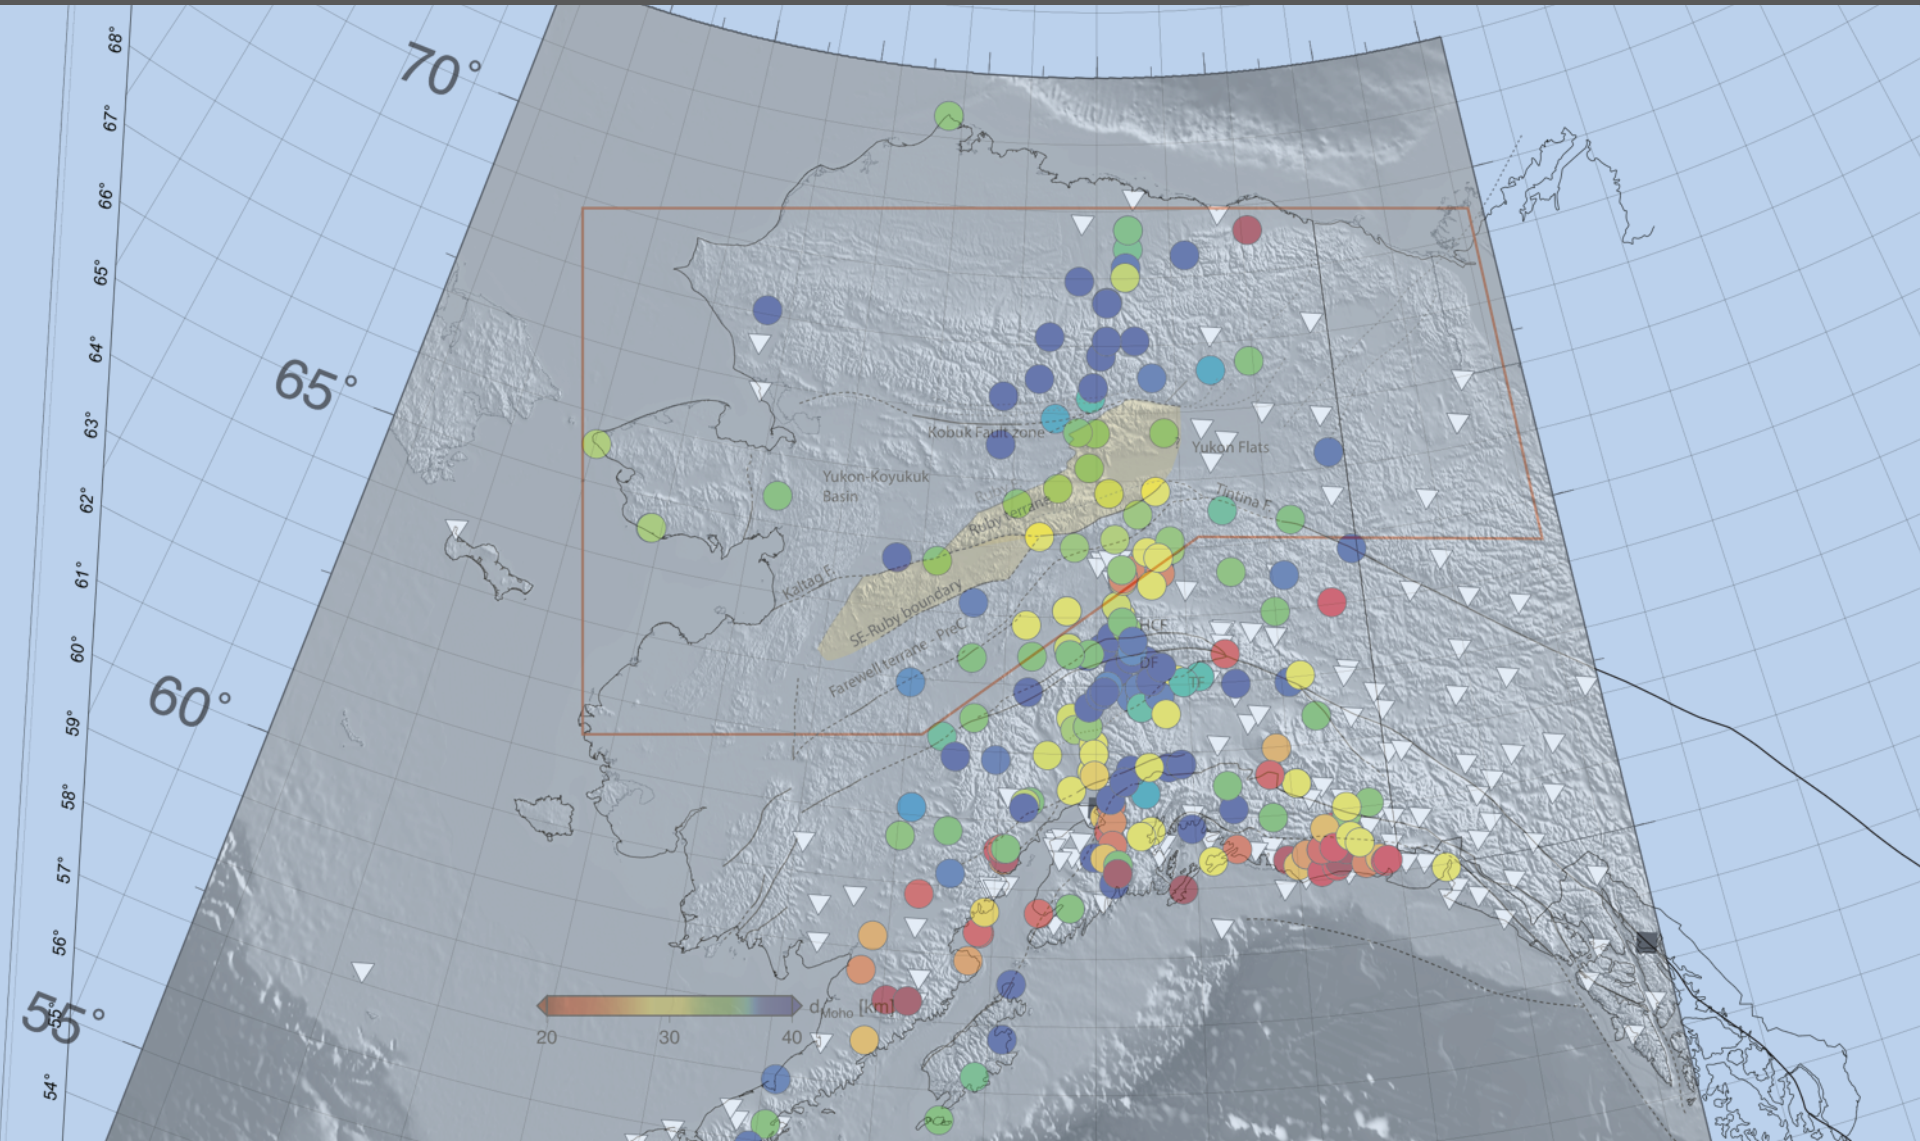 68°
70°
67°
66°
65°
64°
65°
63°
Kobuk Fault zone
Yukon Flats
Yukon-Koyukuk
Basin
62°
Tintina F.
Ruby terrane
61°
Kaltag F.
SE-Ruby boundary
HCF
60°
Farewell terrane - PreC
DF
TF
60°
59°
58°
57°
56°
55°
55°
dMoho [km]
20
30
40
54°